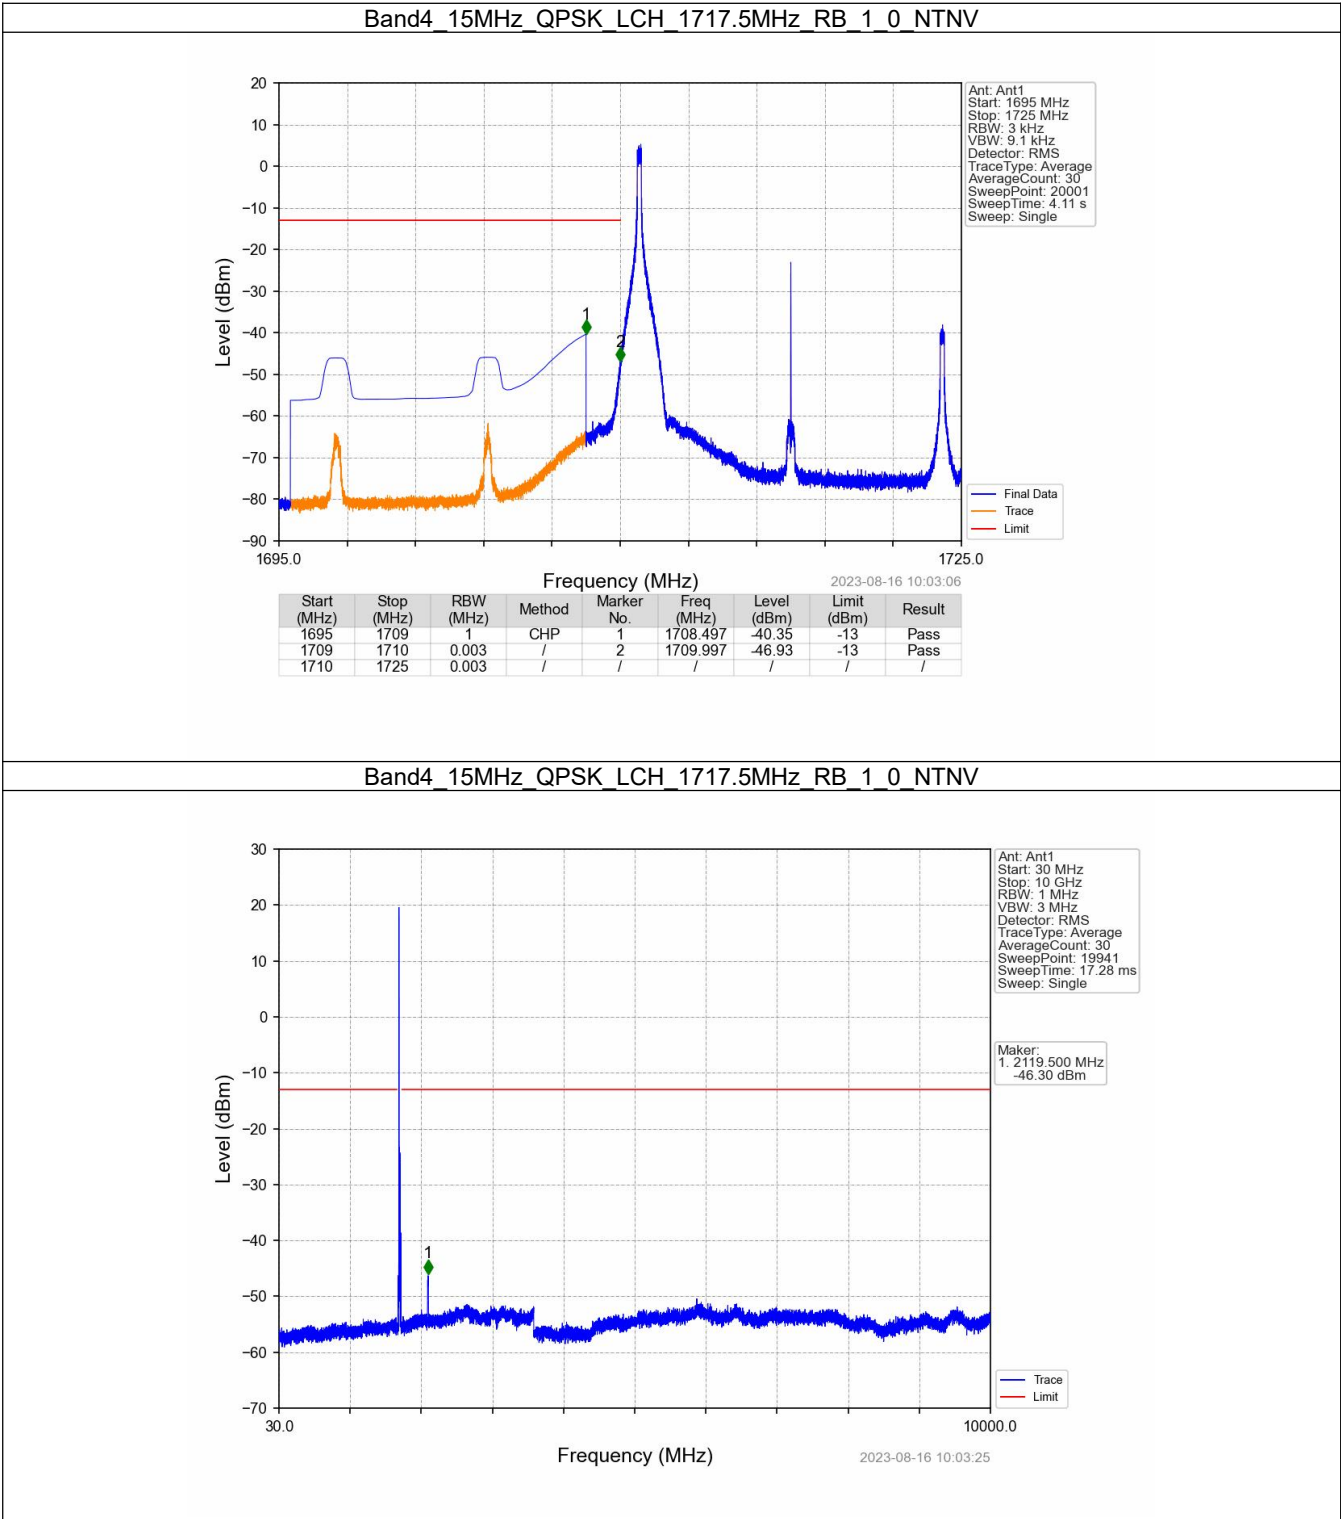 Band4_15MHz_QPSK_LCH_1717.5MHz_RB_1_0_NTNV
20
10
0
−10
−20
−30
−40
−50
−60
−70
−80
−90
Level (dBm)
1
2
1695.0
1725.0
Frequency (MHz)
2023-08-16 10:03:06
Ant: Ant1
Start: 1695 MHz
Stop: 1725 MHz
RBW: 3 kHz
VBW: 9.1 kHz
Detector: RMS
TraceType: Average
AverageCount: 30
SweepPoint: 20001
SweepTime: 4.11 s
Sweep: Single
Final Data
Trace
Limit
Start (MHz) Stop (MHz) RBW (MHz) Method Marker No. Freq (MHz) Level (dBm) Limit (dBm) Result
1695 1709 1 CHP 1 1708.497 -40.35 -13 Pass
1709 1710 0.003 / 2 1709.997 -46.93 -13 Pass
1710 1725 0.003 / / / / / /
Band4_15MHz_QPSK_LCH_1717.5MHz_RB_1_0_NTNV
30
20
10
0
−10
−20
−30
−40
−50
−60
−70
Level (dBm)
1
30.0
10000.0
Frequency (MHz)
2023-08-16 10:03:25
Ant: Ant1
Start: 30 MHz
Stop: 10 GHz
RBW: 1 MHz
VBW: 3 MHz
Detector: RMS
TraceType: Average
AverageCount: 30
SweepPoint: 19941
SweepTime: 17.28 ms
Sweep: Single
Maker:
1. 2119.500 MHz
-46.30 dBm
Trace
Limit